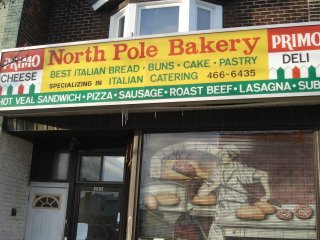 PRIMO
CHEESE
North Pole Bakery
BEST ITALIAN BREAD • BUNS • CAKE • PASTRY
SPECIALIZING IN ITALIAN CATERING 466-6435
PRIMO
DELI
HOT VEAL SANDWICH • PIZZA • SAUSAGE • ROAST BEEF • LASAGNA • SUB